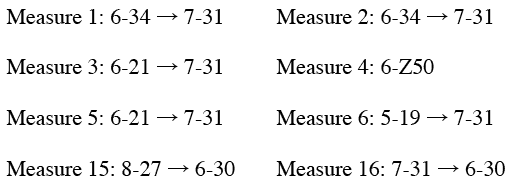 Measure 1: 6-34 → 7-31 Measure 2: 6-34 → 7-31
Measure 3: 6-21 → 7-31 Measure 4: 6-Z50
Measure 5: 6-21 → 7-31 Measure 6: 5-19 → 7-31
Measure 15: 8-27 → 6-30 Measure 16: 7-31 → 6-30